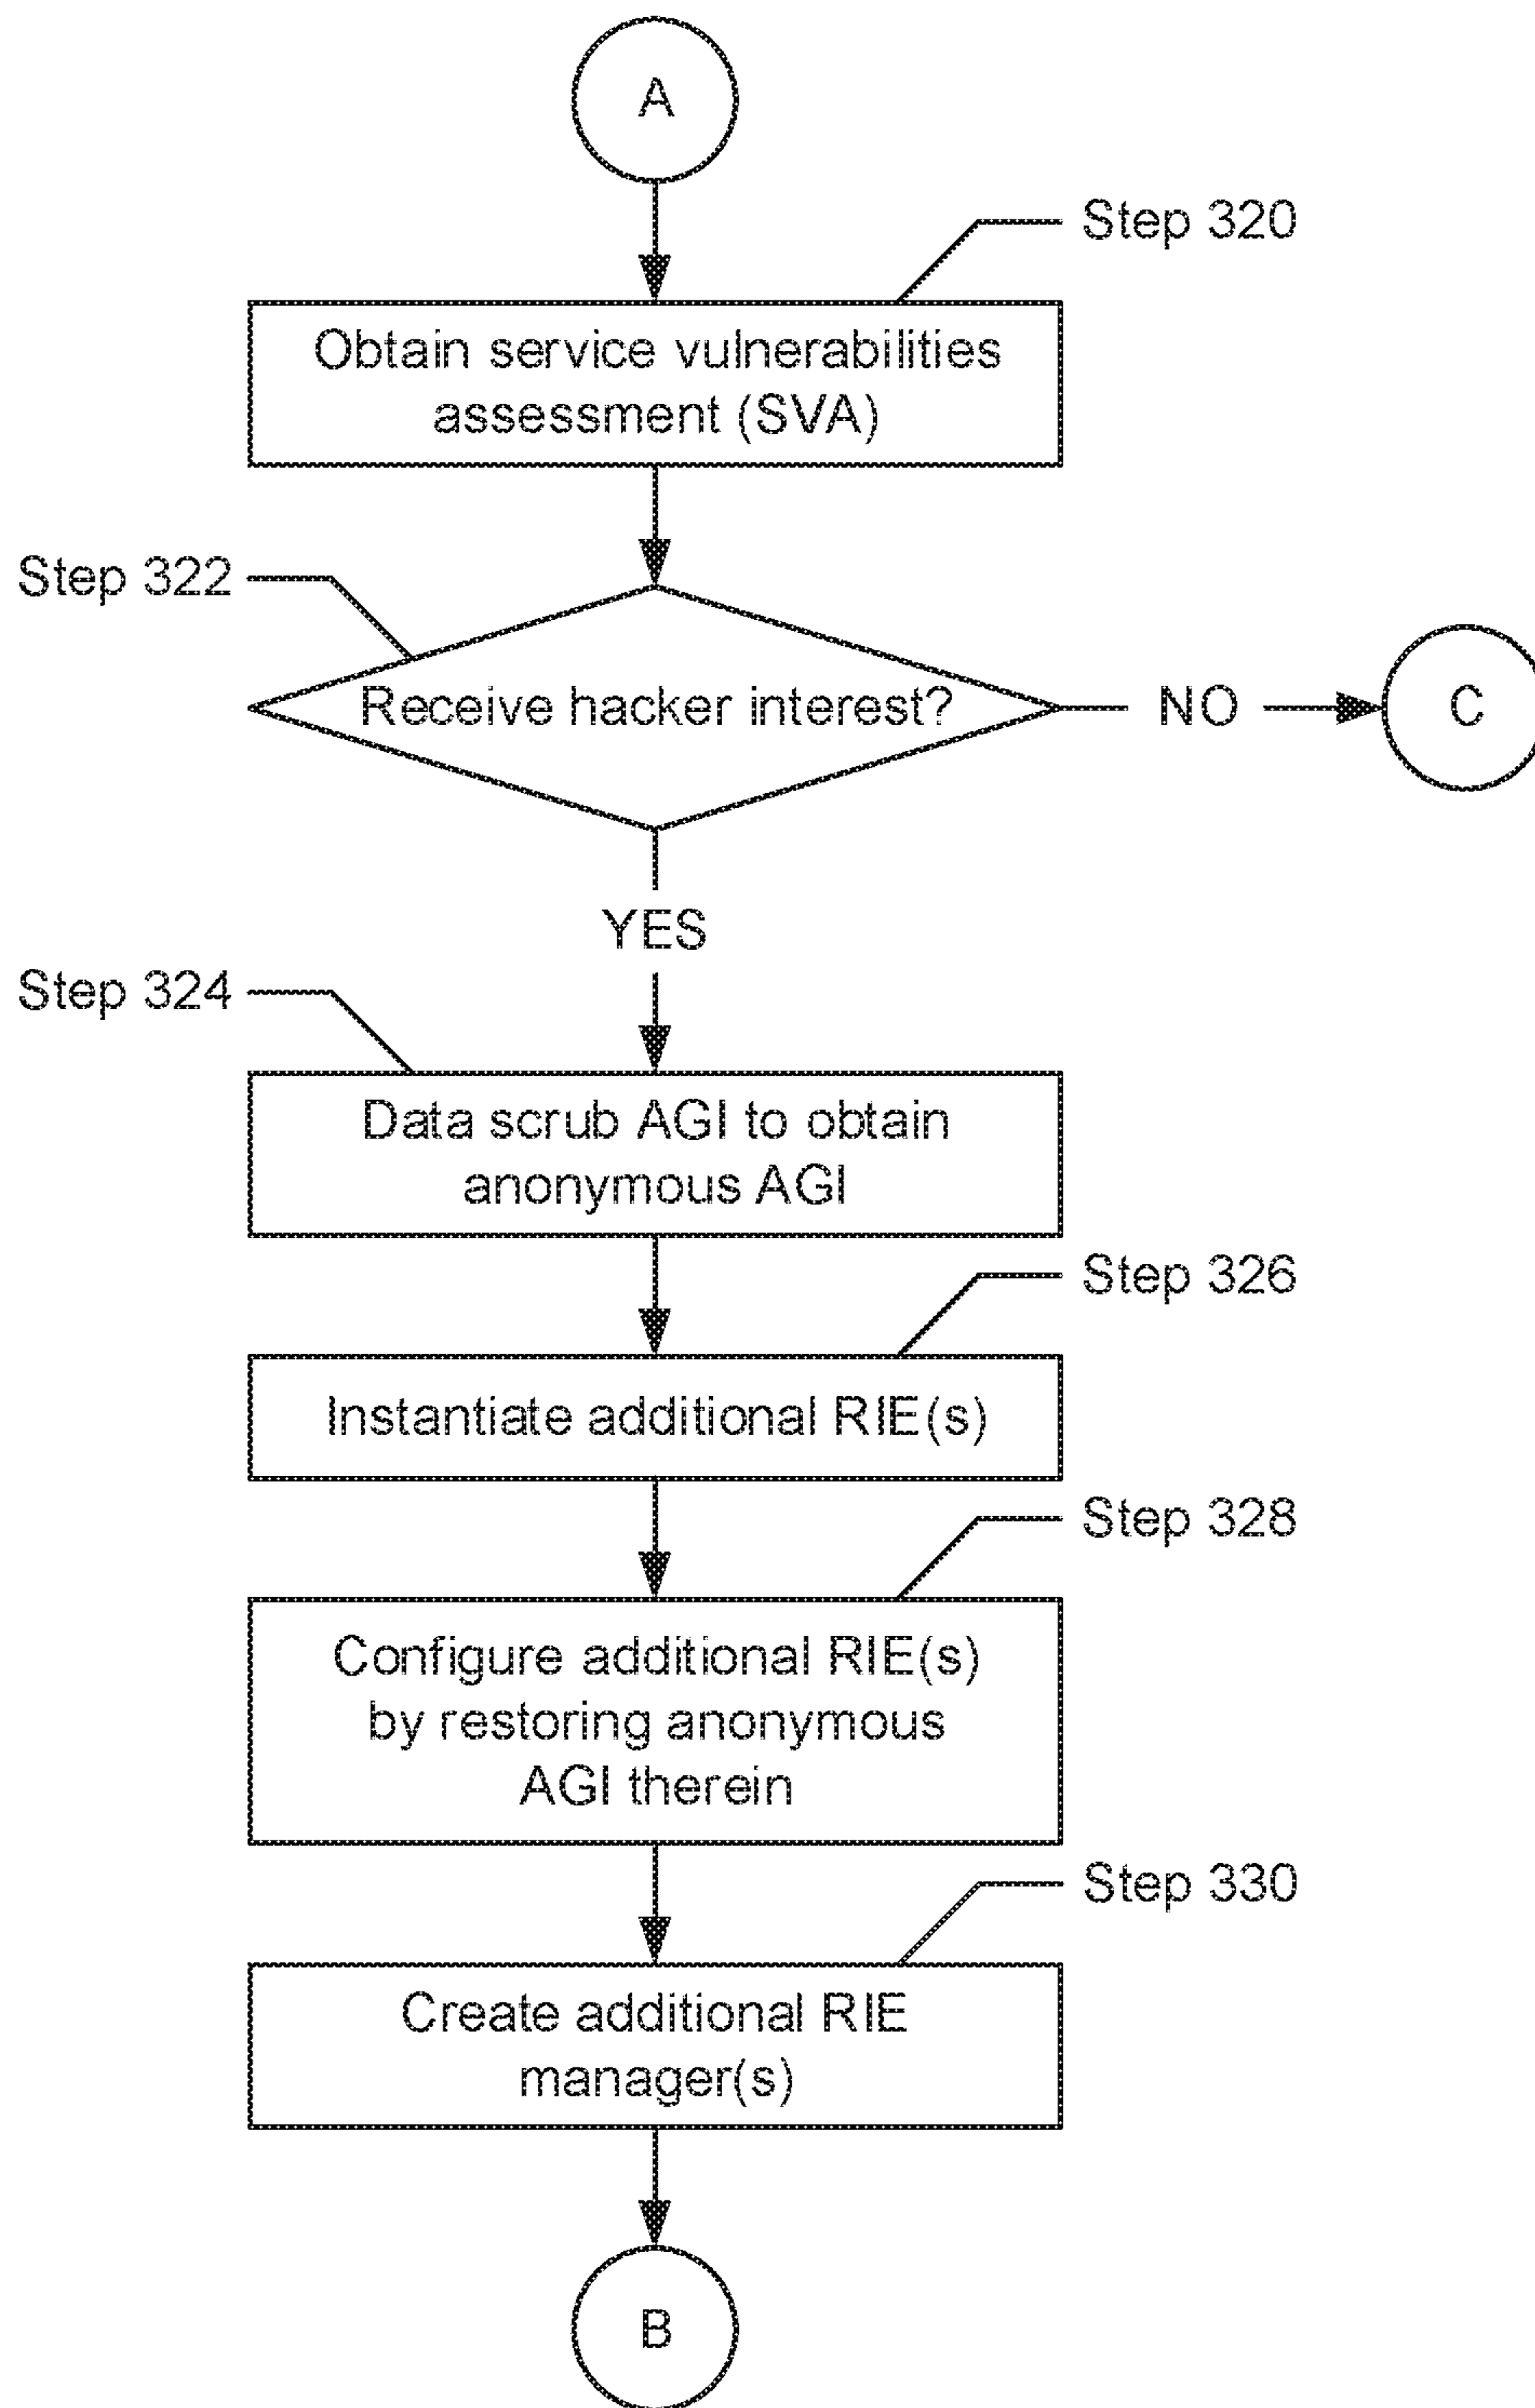 A
Step 320
Obtain service vulnerabilities
assessment (SVA)
Step 322
Receive hacker interest?
NO
C
YES
Step 324
Data scrub AGI to obtain
anonymous AGI
Step 326
Instantiate additional RIE(s)
Step 328
Configure additional RIE(s)
by restoring anonymous
AGI therein
Step 330
Create additional RIE
manager(s)
B